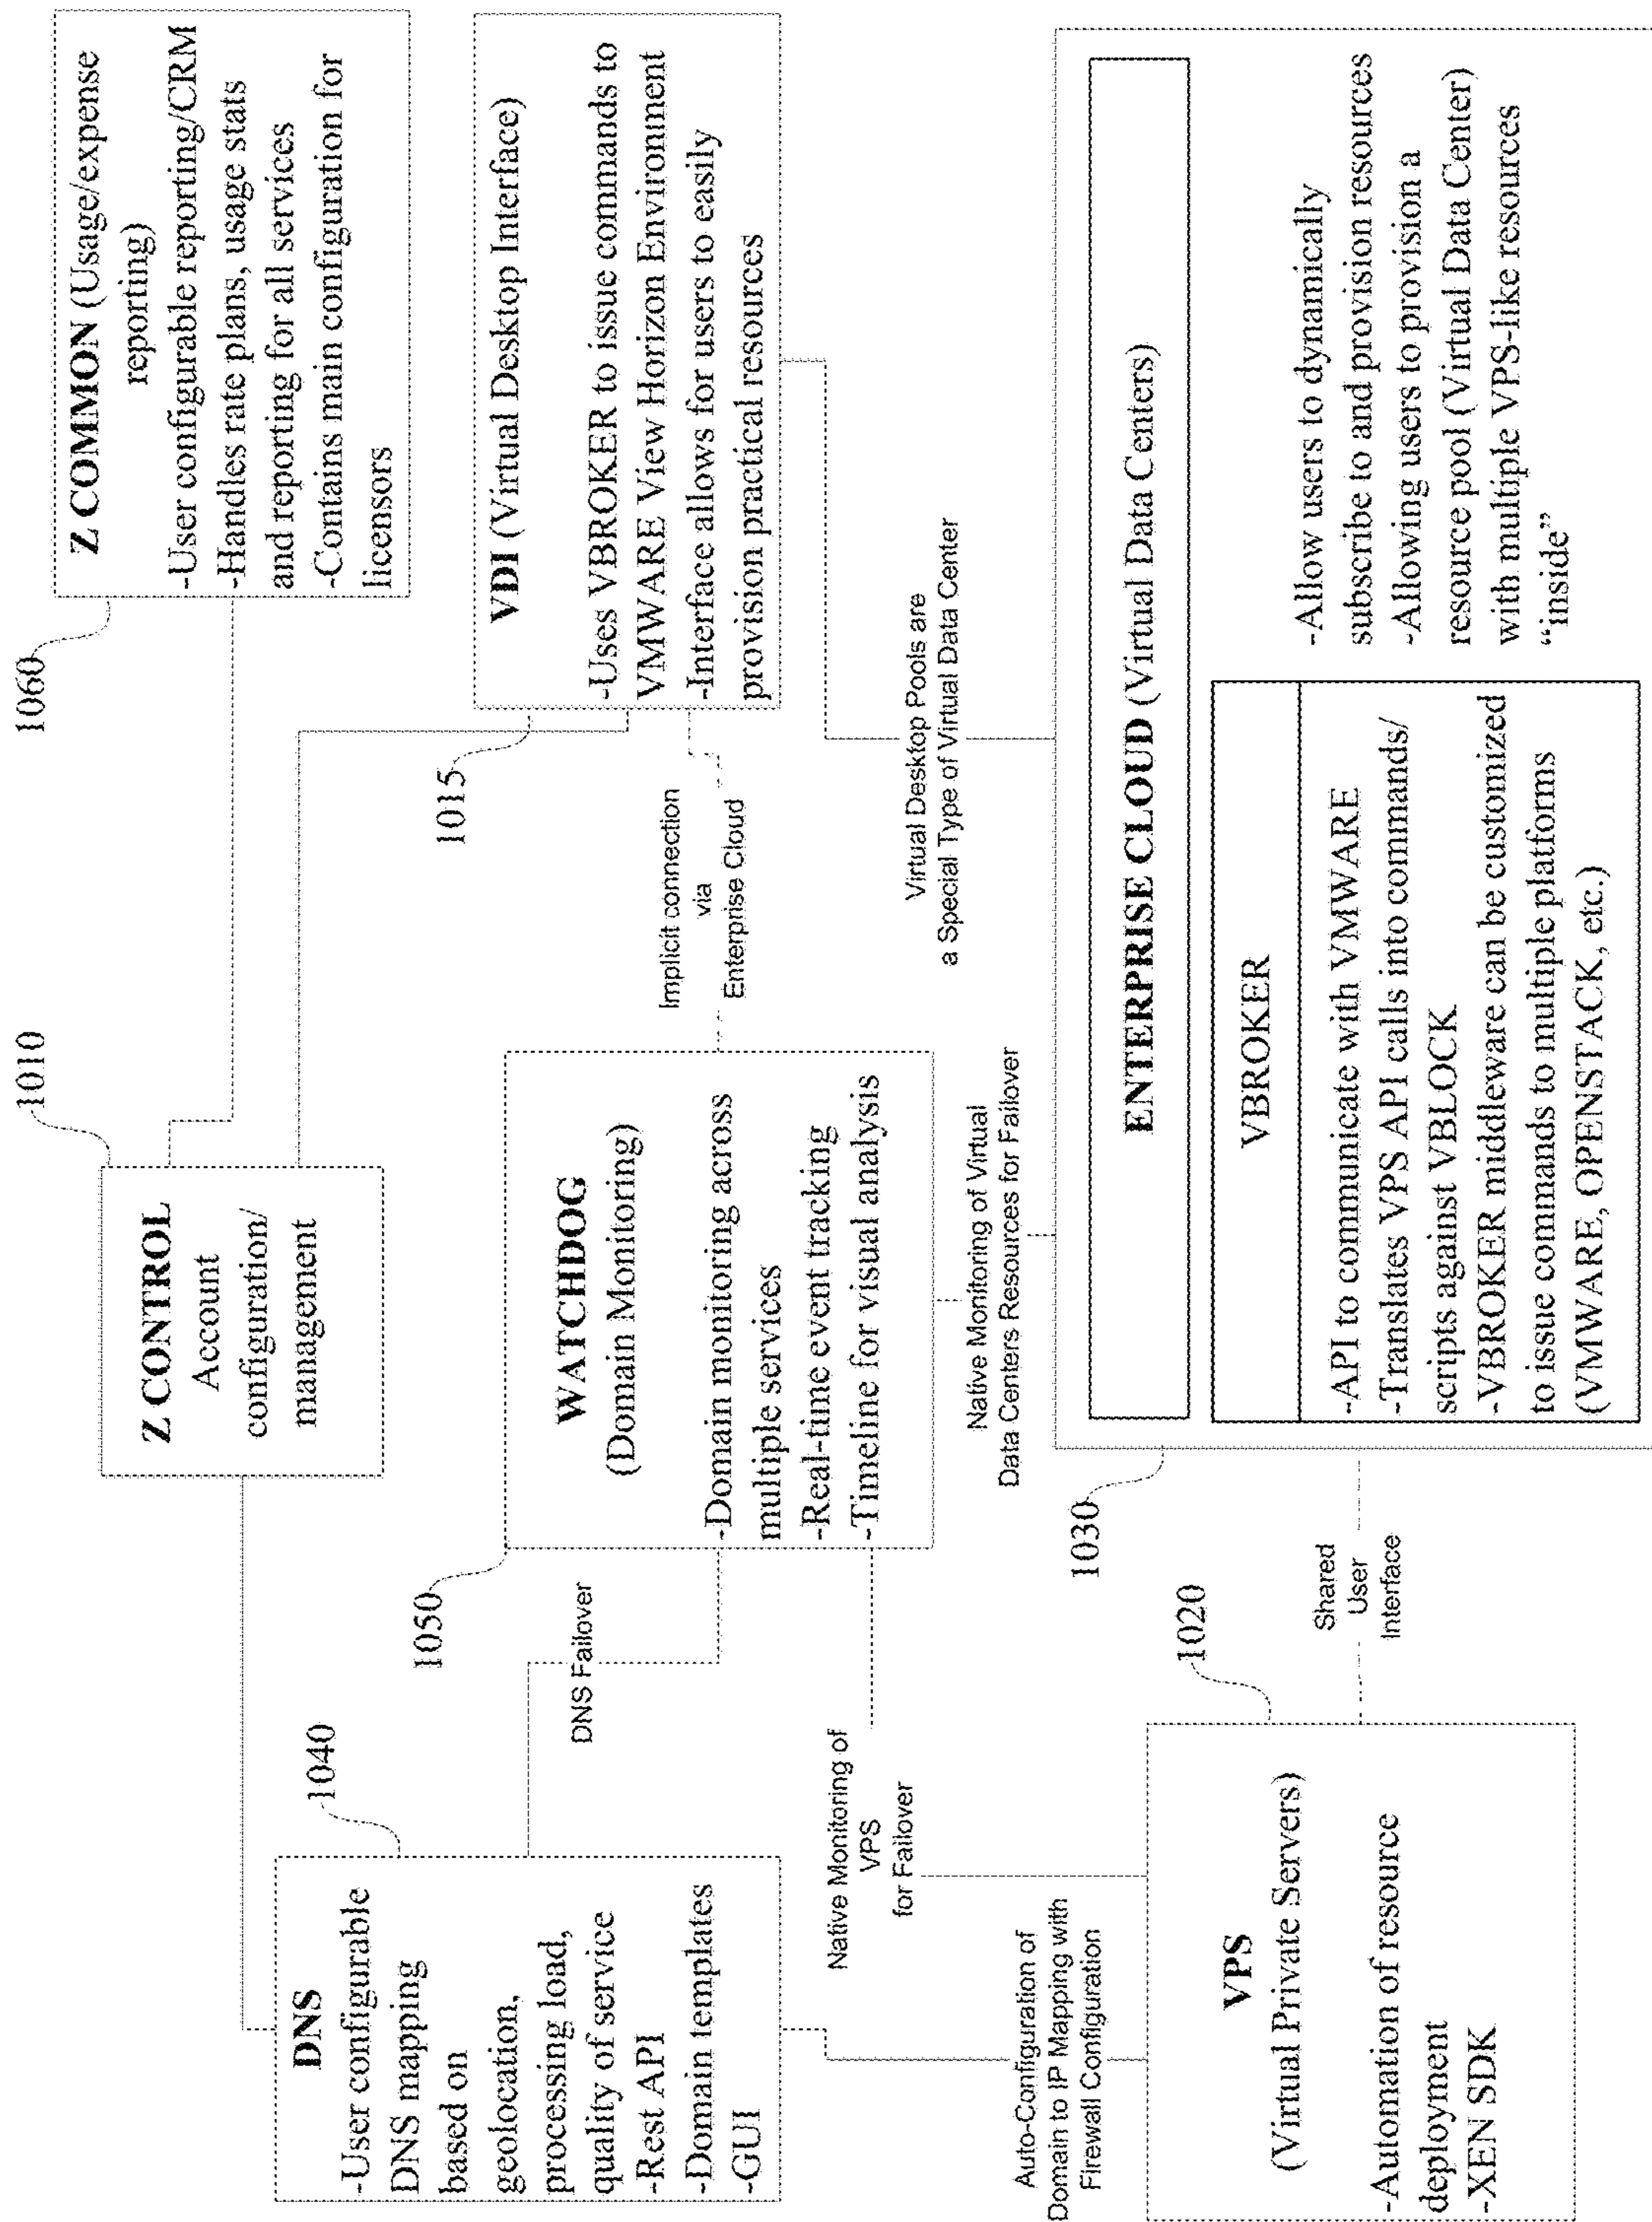 1010
Z CONTROL
Account
configuration/
management
1060
Z COMMON (Usage/expense
reporting)
-User configurable reporting/CRM
-Handles rate plans, usage stats
and reporting for all services
-Contains main configuration for
licensors
1040
DNS
-User configurable
DNS mapping
based on
geolocation,
processing load,
quality of service
-Rest API
-Domain templates
-GUI
DNS Failover
1050
WATCHDOG
(Domain Monitoring)
-Domain monitoring across
multiple services
-Real-time event tracking
-Timeline for visual analysis
Implicit connection
via
Enterprise Cloud
1015
VDI (Virtual Desktop Interface)
-Uses VBROKER to issue commands to
VMWARE View Horizon Environment
-Interface allows for users to easily
provision practical resources
Native Monitoring of
VPS
for Failover
Auto-Configuration of
Domain to IP Mapping with
Firewall Configuration
Native Monitoring of Virtual
Data Centers Resources for Failover
Virtual Desktop Pools are
a Special Type of Virtual Data Center
1020
VPS
(Virtual Private Servers)
-Automation of resource
deployment
-XEN SDK
Shared
User
Interface
1030
ENTERPRISE CLOUD (Virtual Data Centers)
VBROKER
-API to communicate with VMWARE
-Translates VPS API calls into commands/
scripts against VBLOCK
-VBROKER middleware can be customized
to issue commands to multiple platforms
(VMWARE, OPENSTACK, etc.)
-Allow users to dynamically
subscribe to and provision resources
-Allowing users to provision a
resource pool (Virtual Data Center)
with multiple VPS-like resources
“inside”